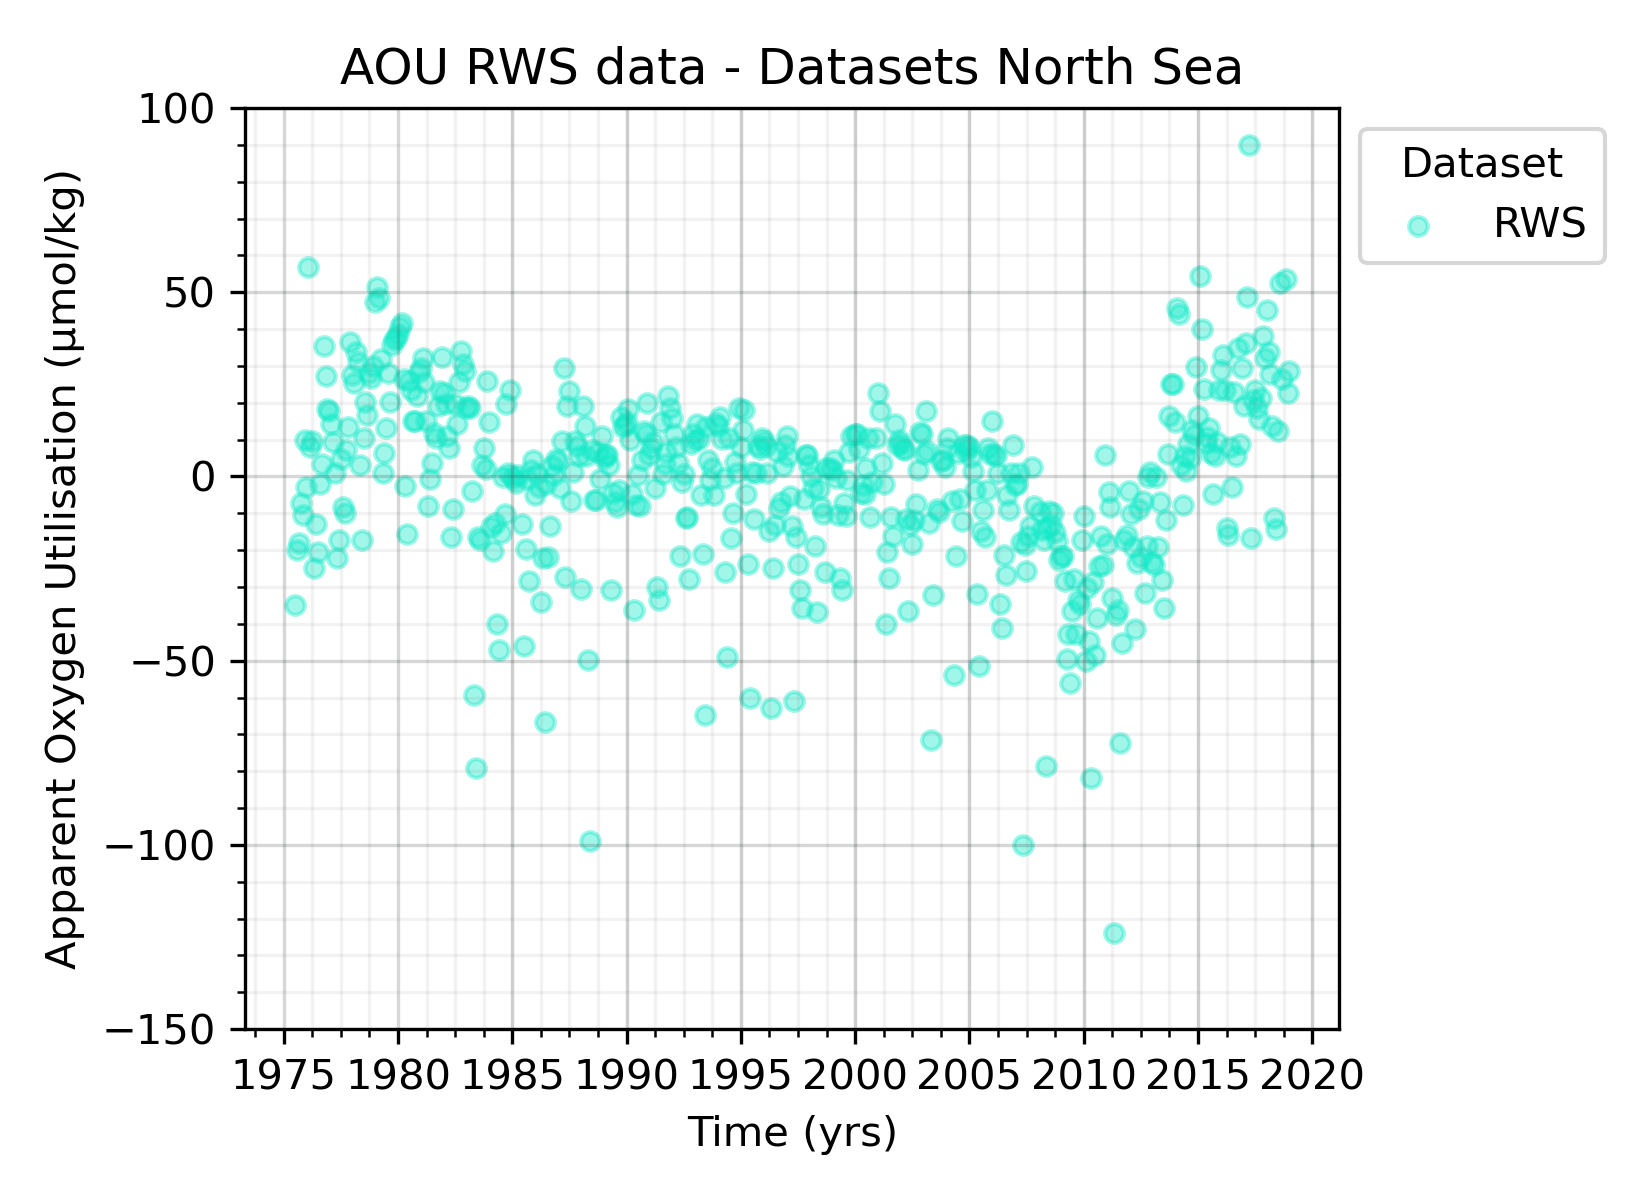 AOU RWS data - Datasets North Sea
100
50
0
−50
−100
−150
Apparent Oxygen Utilisation (µmol/kg)
1975 1980 1985 1990 1995 2000 2005 2010 2015 2020
Time (yrs)
Dataset
RWS